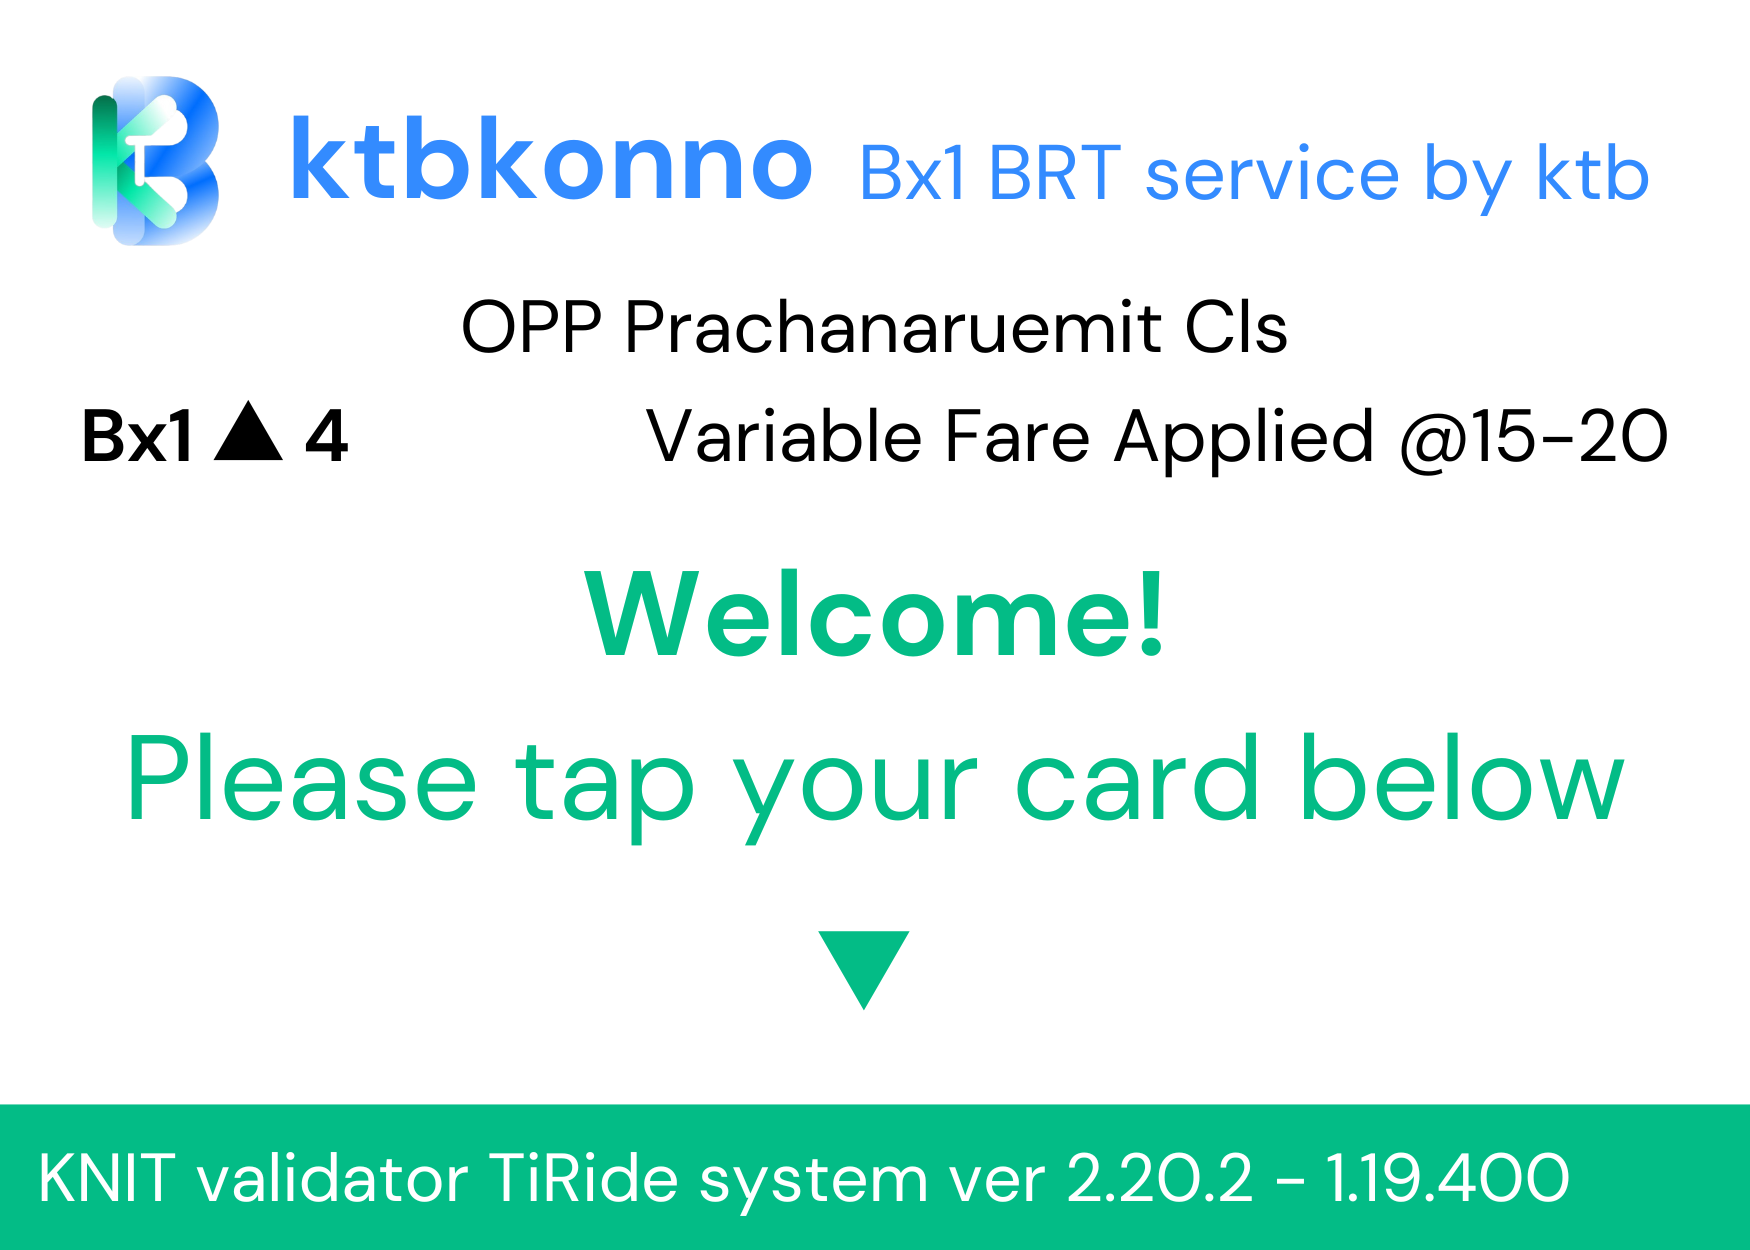 ktbkonno Bx1 BRT service by ktb
OPP Prachanaruemit Cls
Bx1 ▲ 4 Variable Fare Applied @15-20
Welcome!
Please tap your card below
▼
KNIT validator TiRide system ver 2.20.2 - 1.19.400